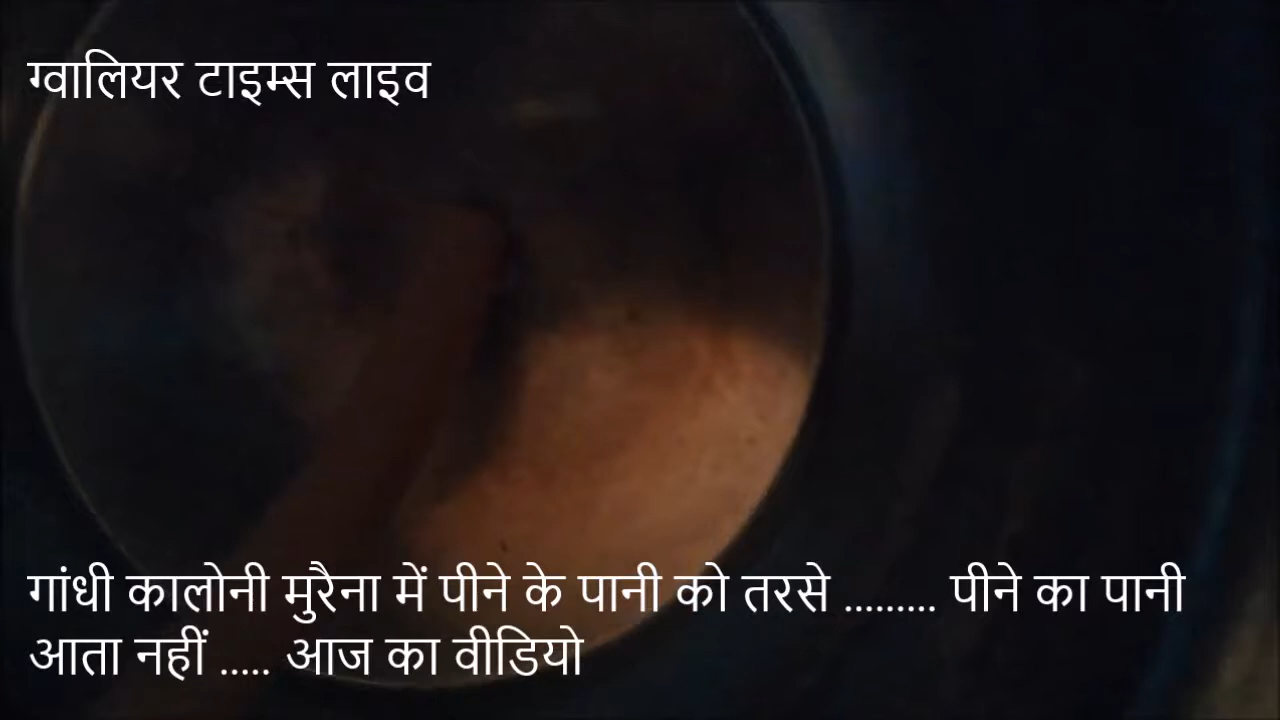 ग्वालियर टाइम्स लाइव
गांधी कालोनी मुरैना में पीने के पानी को तरसे ......... पीने का पानी
आता नहीं ..... आज का वीडियो